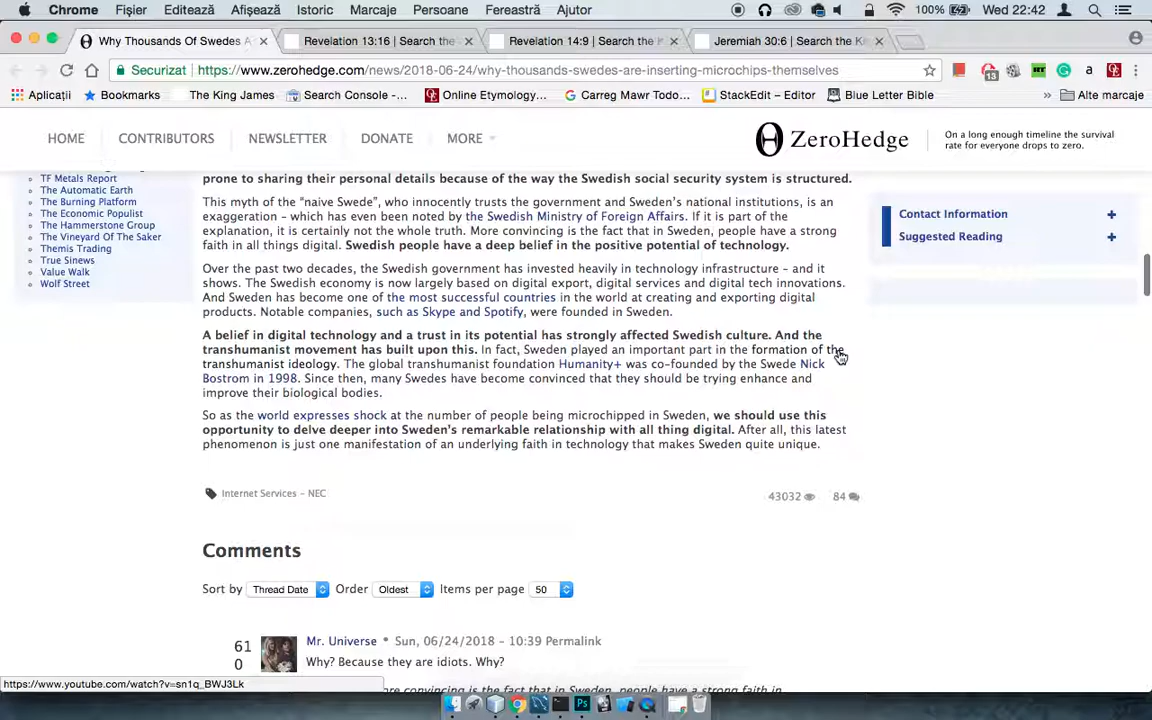 Chrome Fișier Editează Afișează Istoric Marcaje Persoane Fereastră Ajutor 100% Wed 22:42
Why Thousands Of Swedes A × Revelation 13:16 | Search the × Revelation 14:9 | Search the K × Jeremiah 30:6 | Search the Ki ×
Securizat | https://www.zerohedge.com/news/2018-06-24/why-thousands-swedes-are-inserting-microchips-themselves 13 RT a OE
Aplicații Bookmarks The King James Search Console -... OE Online Etymology... Carreg Mawr Todo... StackEdit – Editor Blue Letter Bible » Alte marcaje
HOME CONTRIBUTORS NEWSLETTER DONATE MORE ZeroHedge On a long enough timeline the survival
rate for everyone drops to zero.
TF Metals Report
The Automatic Earth
The Burning Platform
The Economic Populist
The Hammerstone Group
The Vineyard Of The Saker
Themis Trading
True Sinews
Value Walk
Wolf Street
prone to sharing their personal details because of the way the Swedish social security system is structured.
This myth of the "naive Swede", who innocently trusts the government and Sweden's national institutions, is an
exaggeration – which has even been noted by the Swedish Ministry of Foreign Affairs. If it is part of the
explanation, it is certainly not the whole truth. More convincing is the fact that in Sweden, people have a strong
faith in all things digital. Swedish people have a deep belief in the positive potential of technology.
Over the past two decades, the Swedish government has invested heavily in technology infrastructure – and it
shows. The Swedish economy is now largely based on digital export, digital services and digital tech innovations.
And Sweden has become one of the most successful countries in the world at creating and exporting digital
products. Notable companies, such as Skype and Spotify, were founded in Sweden.
A belief in digital technology and a trust in its potential has strongly affected Swedish culture. And the
transhumanist movement has built upon this. In fact, Sweden played an important part in the formation of the
transhumanist ideology. The global transhumanist foundation Humanity+ was co-founded by the Swede Nick
Bostrom in 1998. Since then, many Swedes have become convinced that they should be trying enhance and
improve their biological bodies.
So as the world expresses shock at the number of people being microchipped in Sweden, we should use this
opportunity to delve deeper into Sweden's remarkable relationship with all thing digital. After all, this latest
phenomenon is just one manifestation of an underlying faith in technology that makes Sweden quite unique.
Contact Information +
Suggested Reading +
Internet Services – NEC 43032 84
Comments
Sort by Thread Date Order Oldest Items per page 50
61
0
Mr. Universe • Sun, 06/24/2018 – 10:39 Permalink
Why? Because they are idiots. Why?
https://www.youtube.com/watch?v=sn1q_BWJ3Lk
re convincing is the fact that in Sweden, people have a strong faith in
Ps